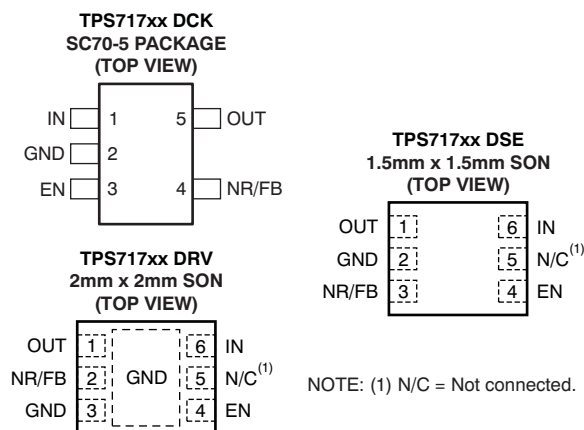 TPS717xx DCK
SC70-5 PACKAGE
(TOP VIEW)
IN 1 5 OUT
GND 2
EN 3 4 NR/FB
TPS717xx DRV
2mm x 2mm SON
(TOP VIEW)
OUT 1 6 IN
NR/FB 2 GND 5 N/C(1)
GND 3 4 EN
TPS717xx DSE
1.5mm x 1.5mm SON
(TOP VIEW)
OUT 1 6 IN
GND 2 5 N/C(1)
NR/FB 3 4 EN
NOTE: (1) N/C = Not connected.